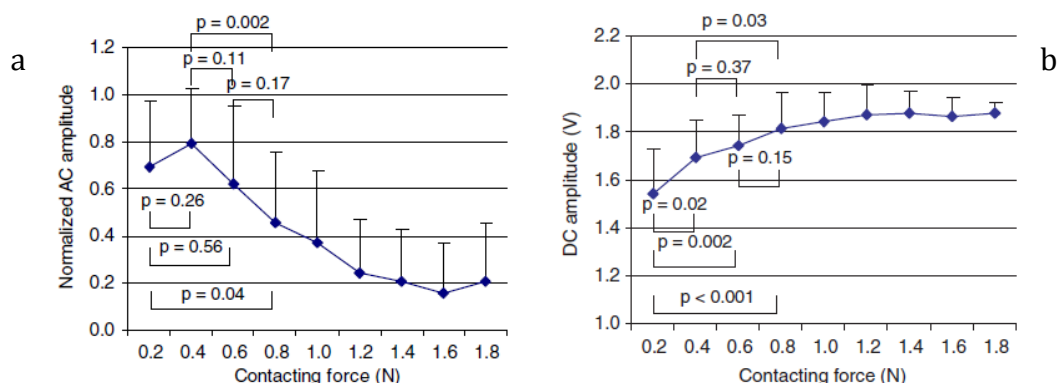 a
p = 0.002
p = 0.11
p = 0.17
1.2
1.0
0.8
0.6
0.4
0.2
0.0
Normalized AC amplitude
p = 0.26
p = 0.56
p = 0.04
0.2 0.4 0.6 0.8 1.0 1.2 1.4 1.6 1.8
Contacting force (N)
b
p = 0.03
p = 0.37
p = 0.15
2.2
2.0
1.8
1.6
1.4
1.2
1.0
DC amplitude (V)
p = 0.02
p = 0.002
p < 0.001
0.2 0.4 0.6 0.8 1.0 1.2 1.4 1.6 1.8
Contacting force (N)